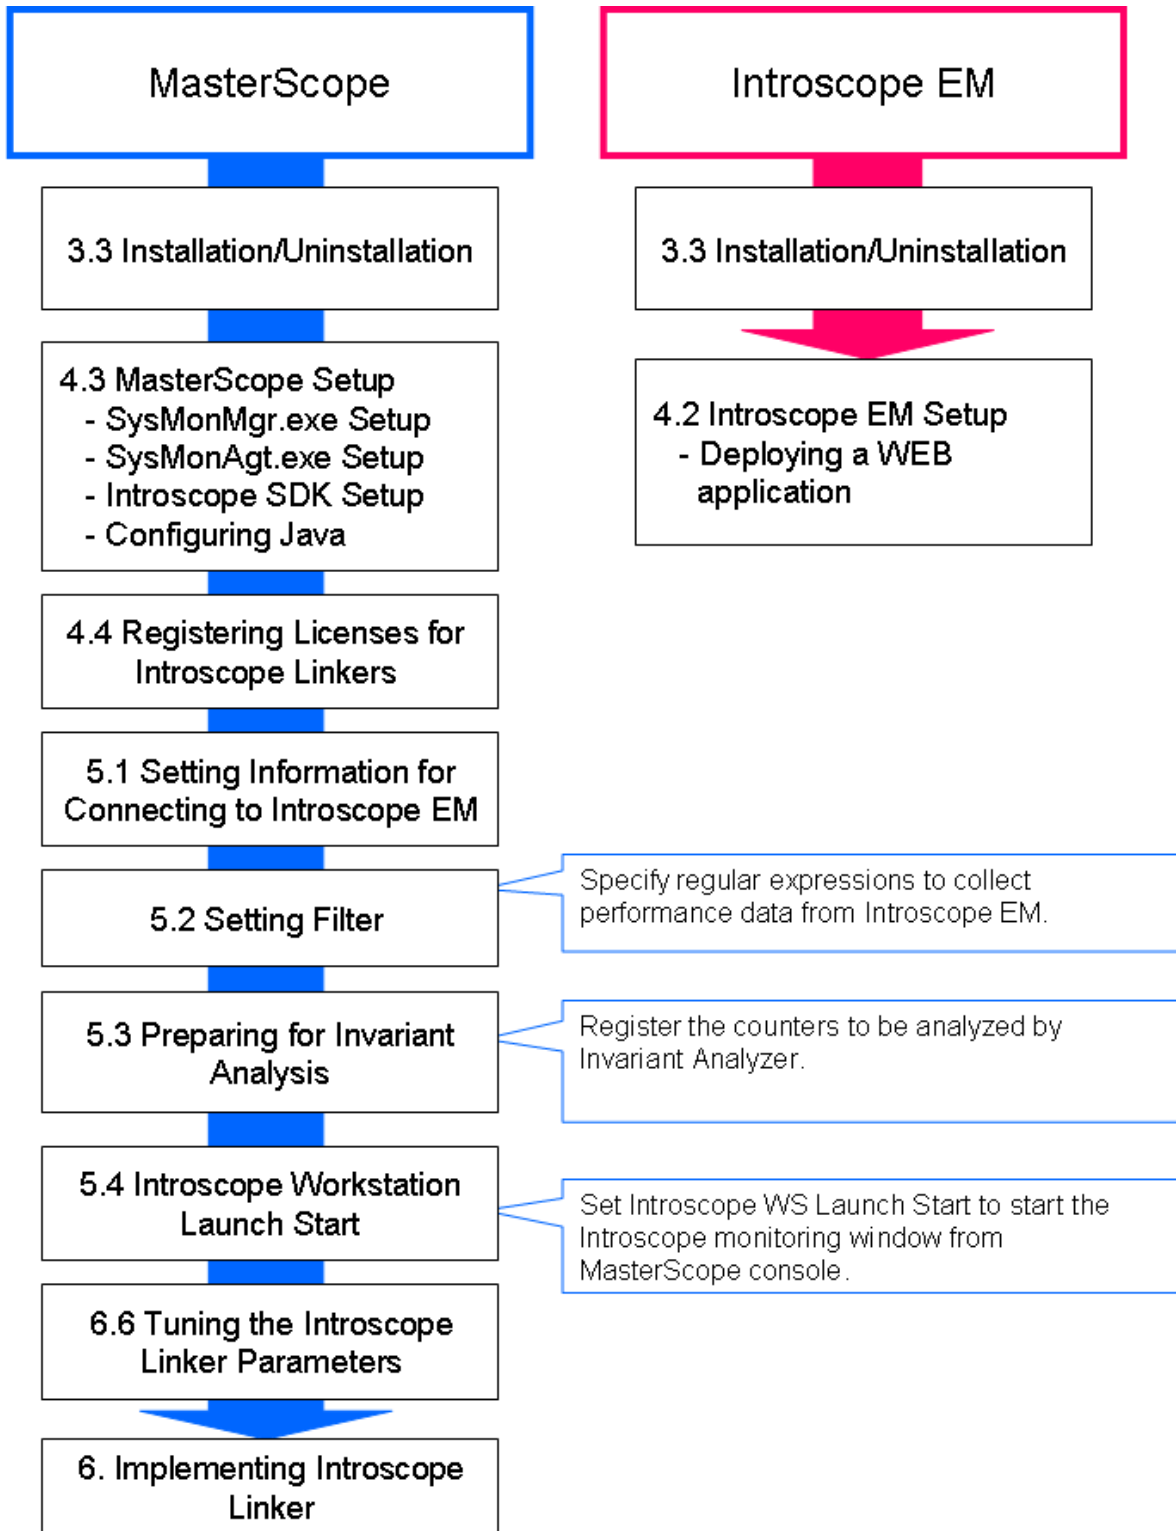 MasterScope
Introscope EM
3.3 Installation/Uninstallation
3.3 Installation/Uninstallation
4.3 MasterScope Setup
- SysMonMgr.exe Setup
- SysMonAgt.exe Setup
- Introscope SDK Setup
- Configuring Java
4.2 Introscope EM Setup
- Deploying a WEB
application
4.4 Registering Licenses for
Introscope Linkers
5.1 Setting Information for
Connecting to Introscope EM
5.2 Setting Filter
Specify regular expressions to collect
performance data from Introscope EM.
5.3 Preparing for Invariant
Analysis
Register the counters to be analyzed by
Invariant Analyzer.
5.4 Introscope Workstation
Launch Start
Set Introscope WS Launch Start to start the
Introscope monitoring window from
MasterScope console.
6.6 Tuning the Introscope
Linker Parameters
6. Implementing Introscope
Linker